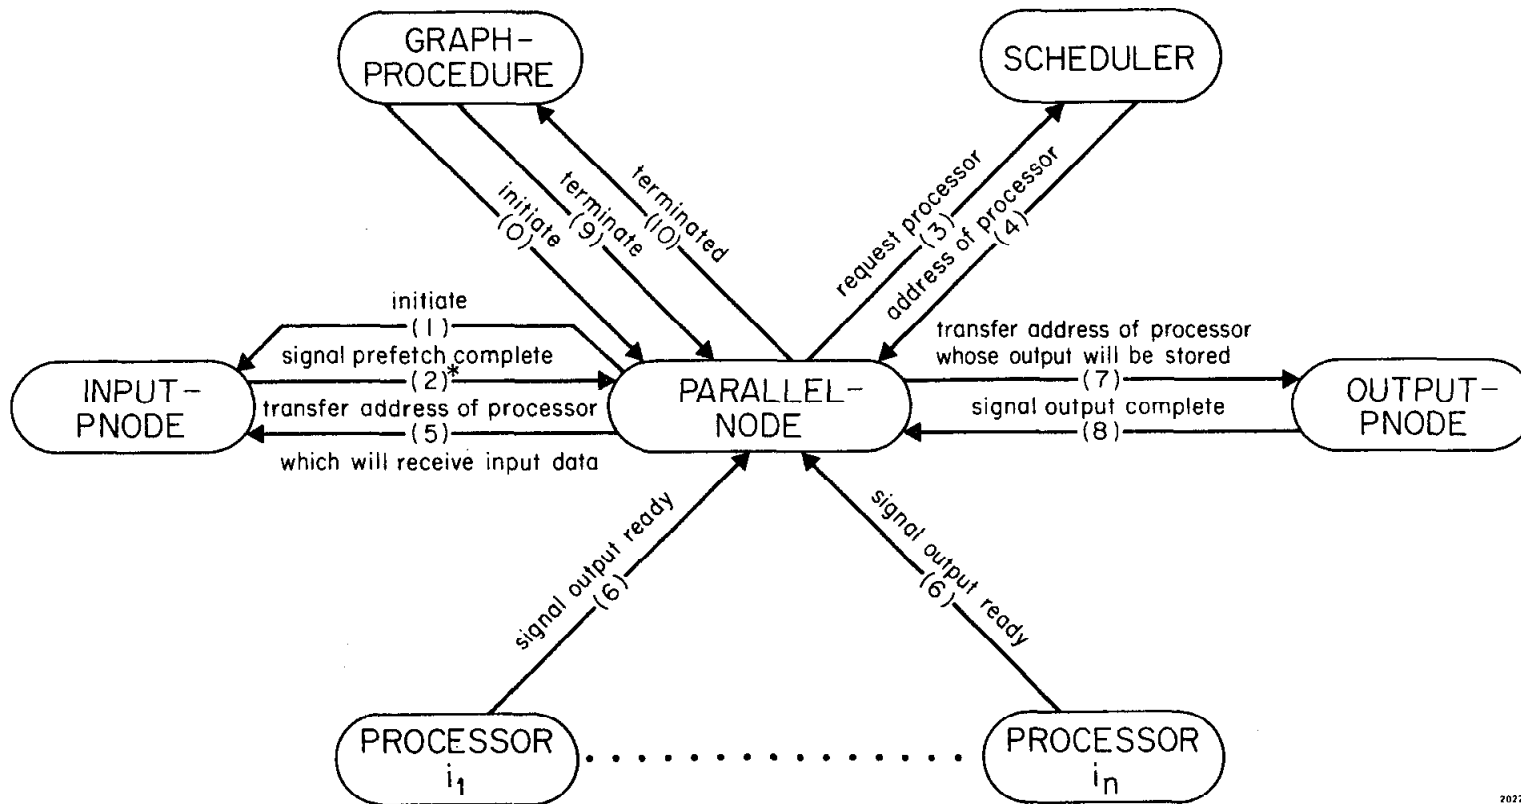 GRAPH-
PROCEDURE
SCHEDULER
initiate
(0)
terminate
(9)
terminated
(10)
request processor
(3)
address of processor
(4)
initiate
(1)
signal prefetch complete
(2)*
transfer address of processor
(5)
which will receive input data
INPUT-
PNODE
PARALLEL-
NODE
transfer address of processor
whose output will be stored
(7)
signal output complete
(8)
OUTPUT-
PNODE
signal output ready
(6)
signal output ready
(6)
PROCESSOR
i1
PROCESSOR
in